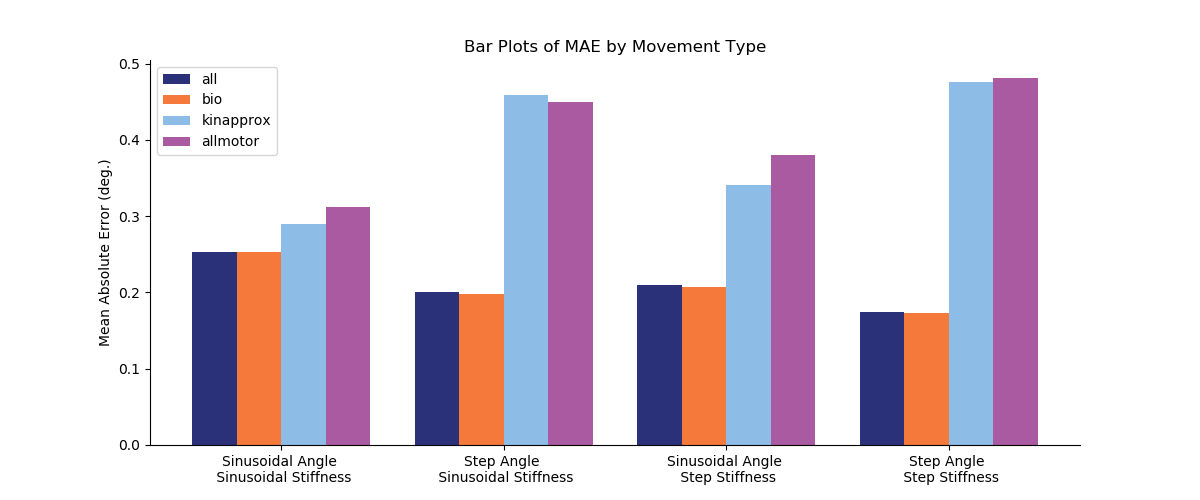 Bar Plots of MAE by Movement Type
Mean Absolute Error (deg.)
0.5
0.4
0.3
0.2
0.1
0.0
all
bio
kinapprox
allmotor
Sinusoidal Angle
Sinusoidal Stiffness
Step Angle
Sinusoidal Stiffness
Sinusoidal Angle
Step Stiffness
Step Angle
Step Stiffness